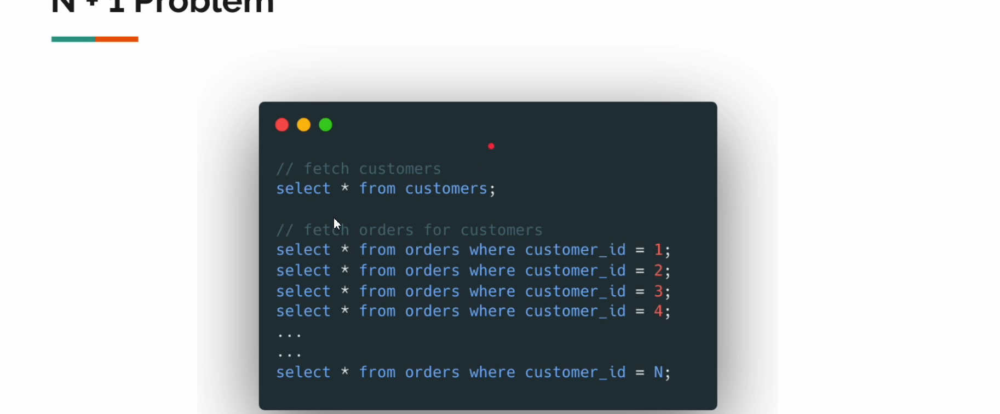 N + 1 Problem
// fetch customers
select * from customers;
// fetch orders for customers
select * from orders where customer_id = 1;
select * from orders where customer_id = 2;
select * from orders where customer_id = 3;
select * from orders where customer_id = 4;
...
...
select * from orders where customer_id = N;